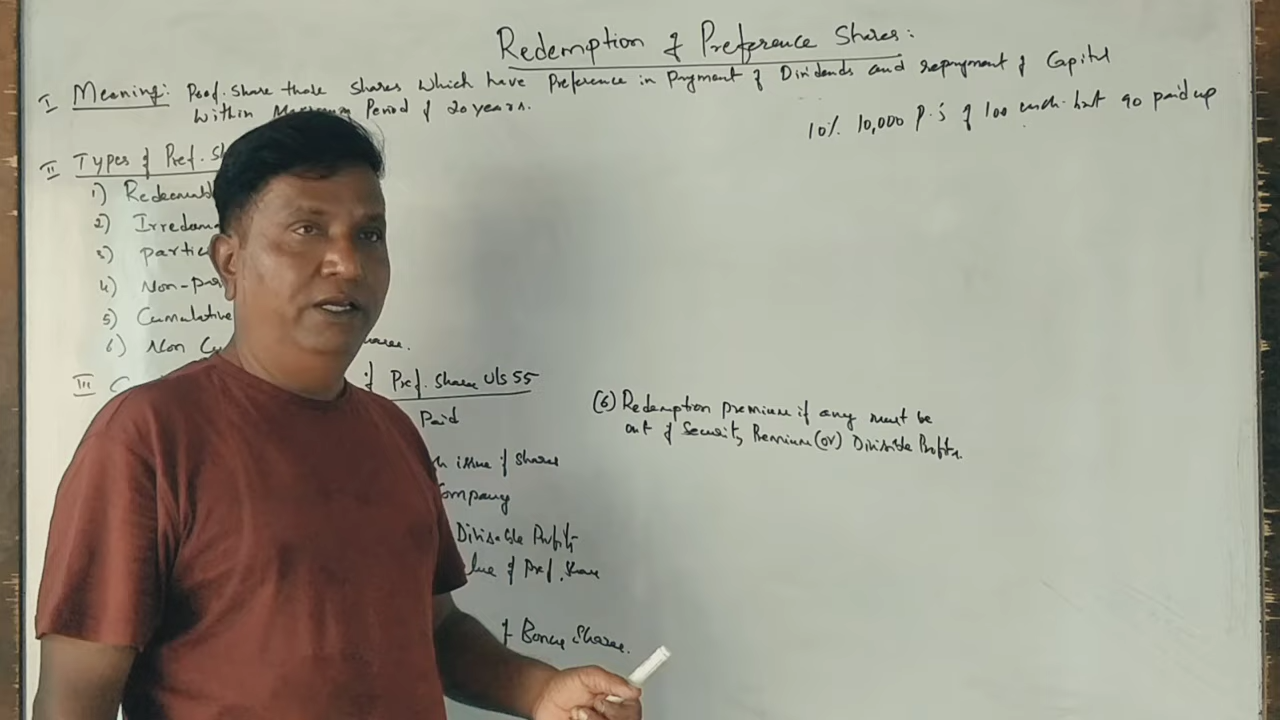 Redemption of Preference Shares:
I Meaning: Pref. Share those Shares which have Preference in Payment of Dividends and repayment of Capital
Within Period of 20 years.
10% 10,000 P.S of 100 each but 90 paid up
II Types of Pref. Sh
1) Redeemabl
2) Irredeem
3) partic
4) Non-par
5) Cumulative
6) Non Cu hares.
III C of Pref. Share U/s 55
Paid
(6) Redemption premium if any must be
out of Security Premium (or) Divisible Profits.
h issue of shares
Company
Divisible Profits
lue of Pref. Share
of Bonus Shares.